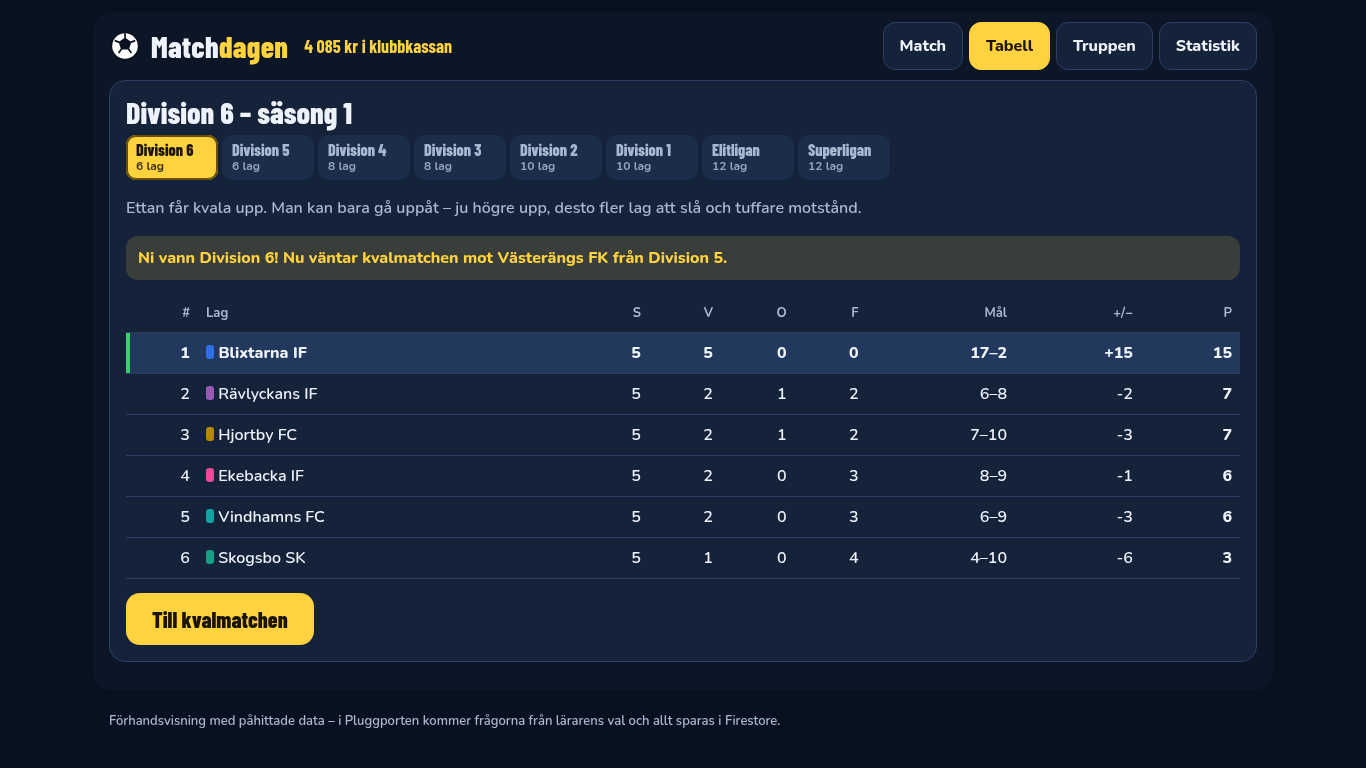 Matchdagen 4 085 kr i klubbkassan Match Tabell Truppen Statistik
Division 6 – säsong 1
Division 6 Division 5 Division 4 Division 3 Division 2 Division 1 Elitligan Superligan
6 lag 6 lag 8 lag 8 lag 10 lag 10 lag 12 lag 12 lag
Ettan får kvala upp. Man kan bara gå uppåt – ju högre upp, desto fler lag att slå och tuffare motstånd.
Ni vann Division 6! Nu väntar kvalmatchen mot Västerängs FK från Division 5.
# Lag S V O F Mål +/− P
1 Blixtarna IF 5 5 0 0 17–2 +15 15
2 Rävlyckans IF 5 2 1 2 6–8 -2 7
3 Hjortby FC 5 2 1 2 7–10 -3 7
4 Ekebacka IF 5 2 0 3 8–9 -1 6
5 Vindhamns FC 5 2 0 3 6–9 -3 6
6 Skogsbo SK 5 1 0 4 4–10 -6 3
Till kvalmatchen
Förhandsvisning med påhittade data – i Pluggporten kommer frågorna från lärarens val och allt sparas i Firestore.